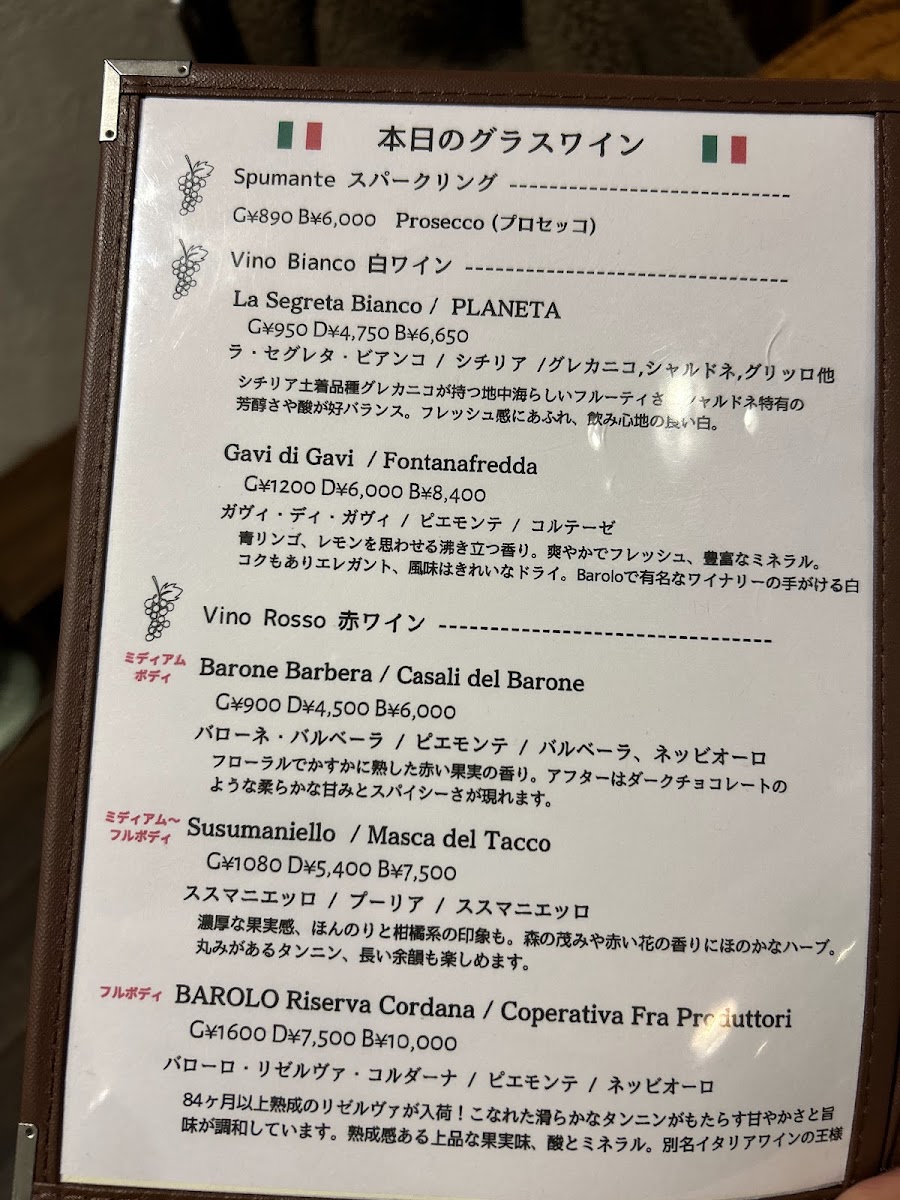 本日のグラスワイン
Spumante スパークリング
G¥890 B¥6,000 Prosecco (プロセッコ)
Vino Bianco 白ワイン
La Segreta Bianco / PLANETA
G¥950 D¥4,750 B¥6,650
ラ・セグレタ・ビアンコ / シチリア /グレカニコ,シャルドネ,グリッロ他
シチリア土着品種グレカニコが持つ地中海らしいフルーティさ シャルドネ特有の
芳醇さや酸が好バランス。フレッシュ感にあふれ、飲み心地の良い白。
Gavi di Gavi / Fontanafredda
G¥1200 D¥6,000 B¥8,400
ガヴィ・ディ・ガヴィ / ピエモンテ / コルテーゼ
青リンゴ、レモンを思わせる沸き立つ香り。爽やかでフレッシュ、豊富なミネラル。
コクもありエレガント、風味はきれいなドライ。Baroloで有名なワイナリーの手がける白
Vino Rosso 赤ワイン
ミディアム
ボディ
Barone Barbera / Casali del Barone
G¥900 D¥4,500 B¥6,000
バローネ・バルベーラ / ピエモンテ / バルベーラ、ネッビオーロ
フローラルでかすかに熟した赤い果実の香り。アフターはダークチョコレートの
ような柔らかな甘みとスパイシーさが現れます。
ミディアム〜
フルボディ
Susumaniello / Masca del Tacco
G¥1080 D¥5,400 B¥7,500
ススマニエッロ / プーリア / ススマニエッロ
濃厚な果実感、ほんのりと柑橘系の印象も。森の茂みや赤い花の香りにほのかなハーブ。
丸みがあるタンニン、長い余韻も楽しめます。
フルボディ
BAROLO Riserva Cordana / Coperativa Fra Produttori
G¥1600 D¥7,500 B¥10,000
バローロ・リゼルヴァ・コルダーナ / ピエモンテ / ネッビオーロ
84ヶ月以上熟成のリゼルヴァが入荷！こなれた滑らかなタンニンがもたらす甘やかさと旨
味が調和しています。熟成感ある上品な果実味、酸とミネラル。別名イタリアワインの王様